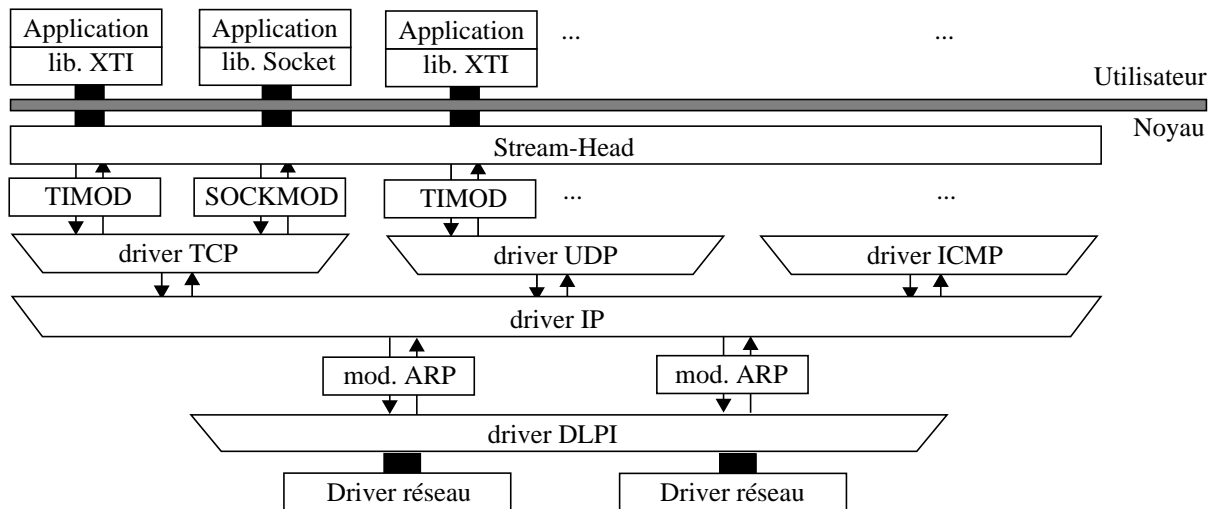 Application Application Application ... ...
lib. XTI lib. Socket lib. XTI
Utilisateur
Noyau
Stream-Head
TIMOD SOCKMOD TIMOD ... ...
driver TCP driver UDP driver ICMP
driver IP
mod. ARP mod. ARP
driver DLPI
Driver réseau Driver réseau